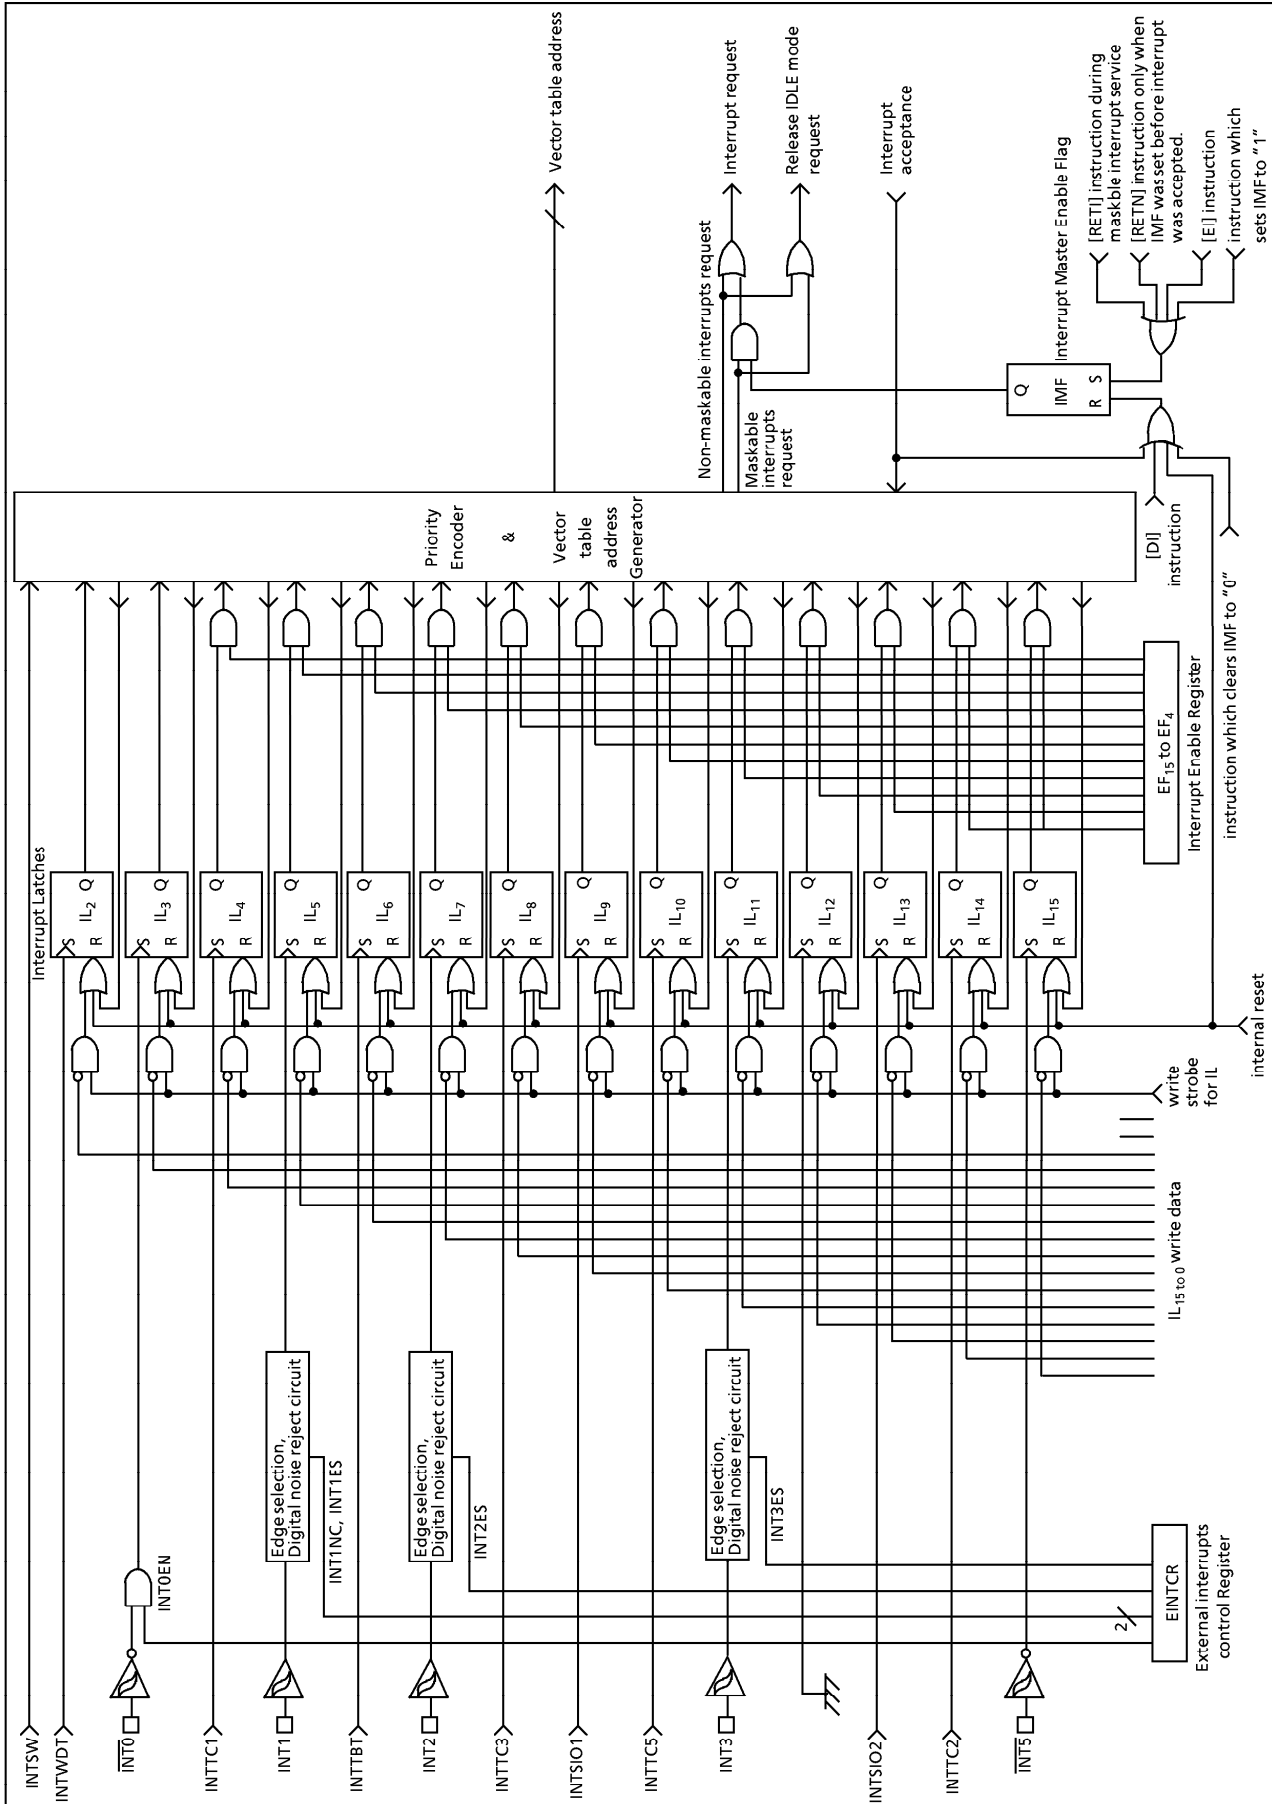 INTSW
INTWDT
INT0
INTTC1
INT1
INTTBT
INT2
INTTC3
INTSIO1
INTTC5
INT3
INTSIO2
INTTC2
INT5
INT0EN
Edge selection,
Digital noise reject circuit
INT1NC, INT1ES
Edge selection,
Digital noise reject circuit
INT2ES
Edge selection,
Digital noise reject circuit
INT3ES
2
EINTCR
External interrupts
control Register
IL15 to 0 write data
write
strobe
for IL
internal reset
Interrupt Latches
S
R
Q
IL2
S
R
Q
IL3
S
R
Q
IL4
S
R
Q
IL5
S
R
Q
IL6
S
R
Q
IL7
S
R
Q
IL8
S
R
Q
IL9
S
R
Q
IL10
S
R
Q
IL11
S
R
Q
IL12
S
R
Q
IL13
S
R
Q
IL14
S
R
Q
IL15
EF15 to EF4
Interrupt Enable Register
instruction which clears IMF to "0"
[DI]
instruction
Priority
Encoder
&
Vector
table
address
Generator
Vector table address
Non-maskable interrupts request
Maskable
interrupts
request
Interrupt request
Release IDLE mode
request
Interrupt
acceptance
Interrupt Master Enable Flag
Q
IMF
R S
[RETI] instruction during
maskble interrupt service
[RETN] instruction only when
IMF was set before interrupt
was accepted.
[EI] instruction
instruction which
sets IMF to "1"